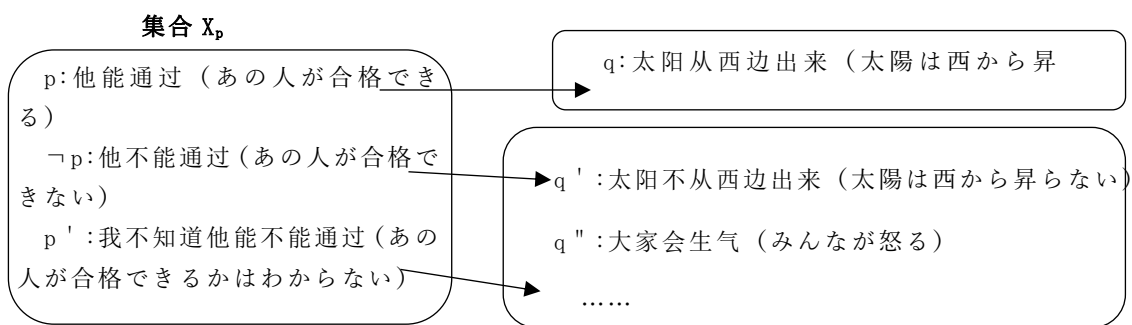 集合 Xp
p:他能通过 (あの人が合格でき
る)
¬p:他不能通过(あの人が合格で
きない)
p':我不知道他能不能通过(あの
人が合格できるかはわからない)
q:太阳从西边出来 (太陽は西から昇
q':太阳不从西边出来 (太陽は西から昇らない)
q":大家会生气 (みんなが怒る)
……